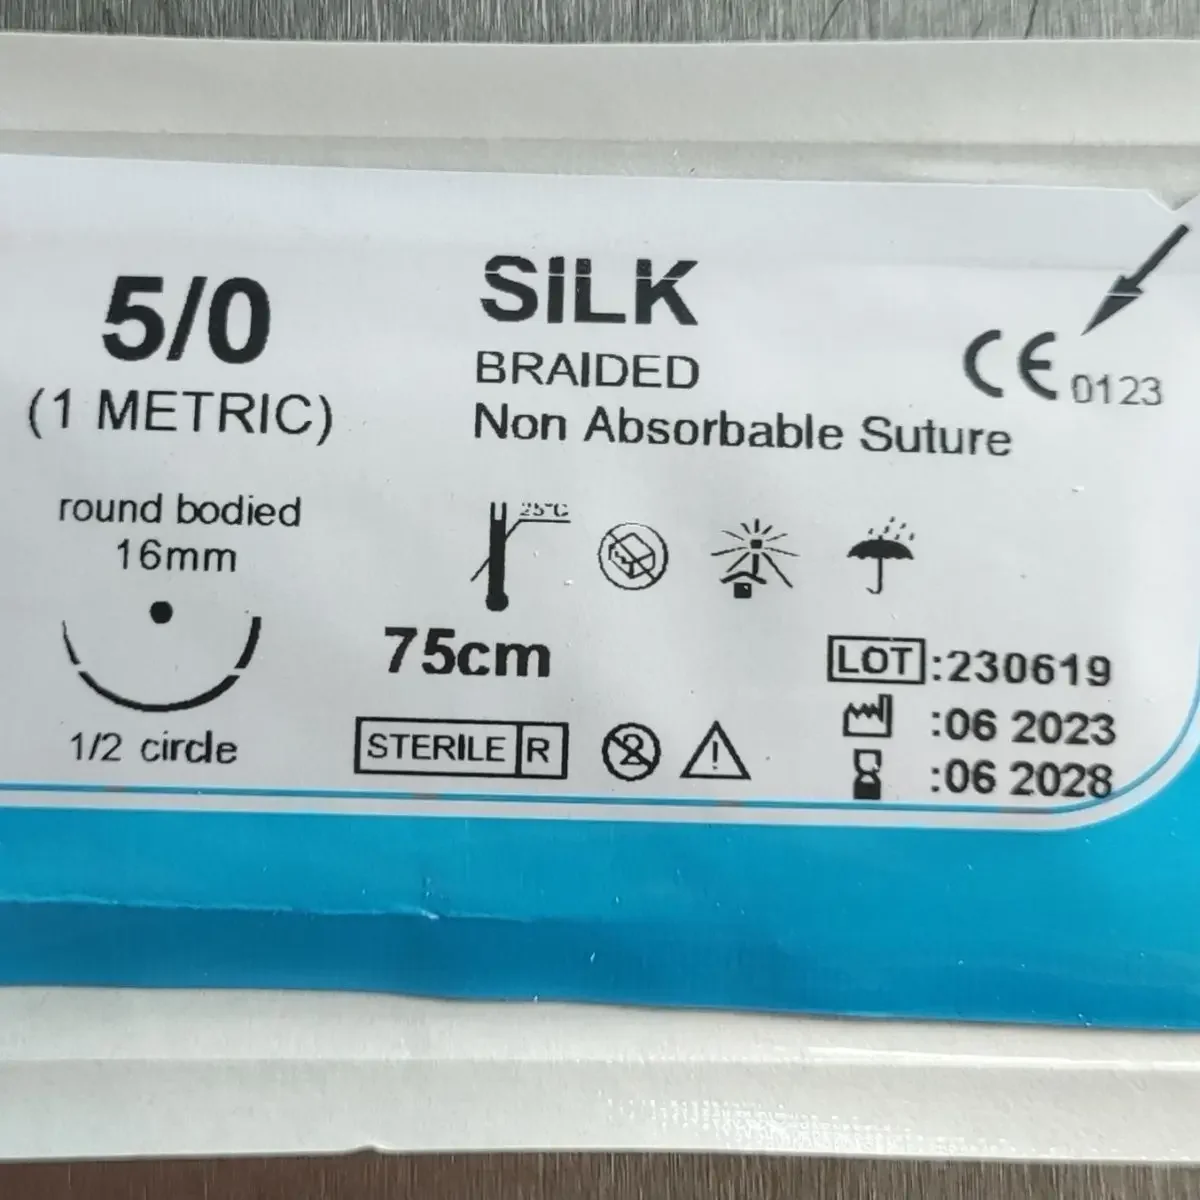 5/0
(1 METRIC)
round bodied
16mm
1/2 circle
SILK
BRAIDED
Non Absorbable Suture
CE 0123
25°C
75cm
STERILE R
2
LOT :230619
:06 2023
:06 2028